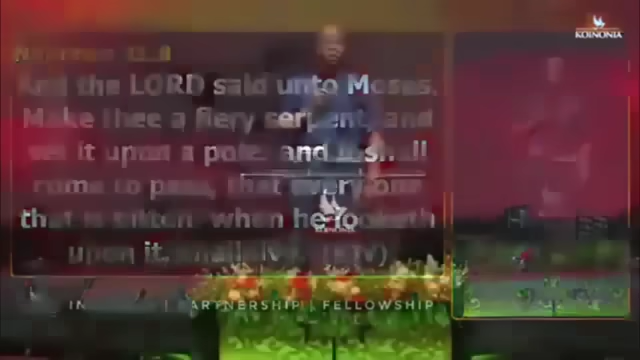 KOINONIA
And the LORD said unto Moses,
Make thee a fiery serpent, and
set it upon a pole: and it shall
come to pass, that every one
that is bitten, when he looketh
upon it, shall live. (KJV)
KOINONIA
PARTNERSHIP | FELLOWSHIP